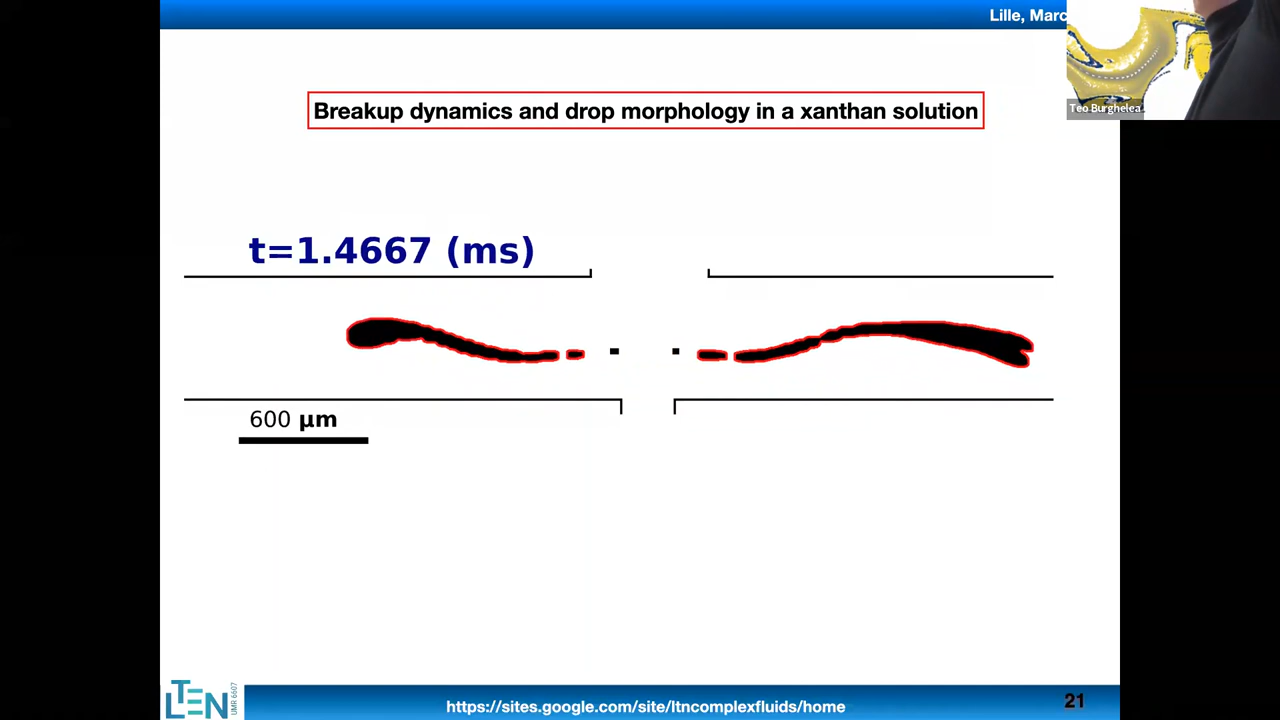 Lille, Marc
Teo Burghelea
Breakup dynamics and drop morphology in a xanthan solution
t=1.4667 (ms)
600 µm
LTEN
UMR 6607
https://sites.google.com/site/ltncomplexfluids/home
21